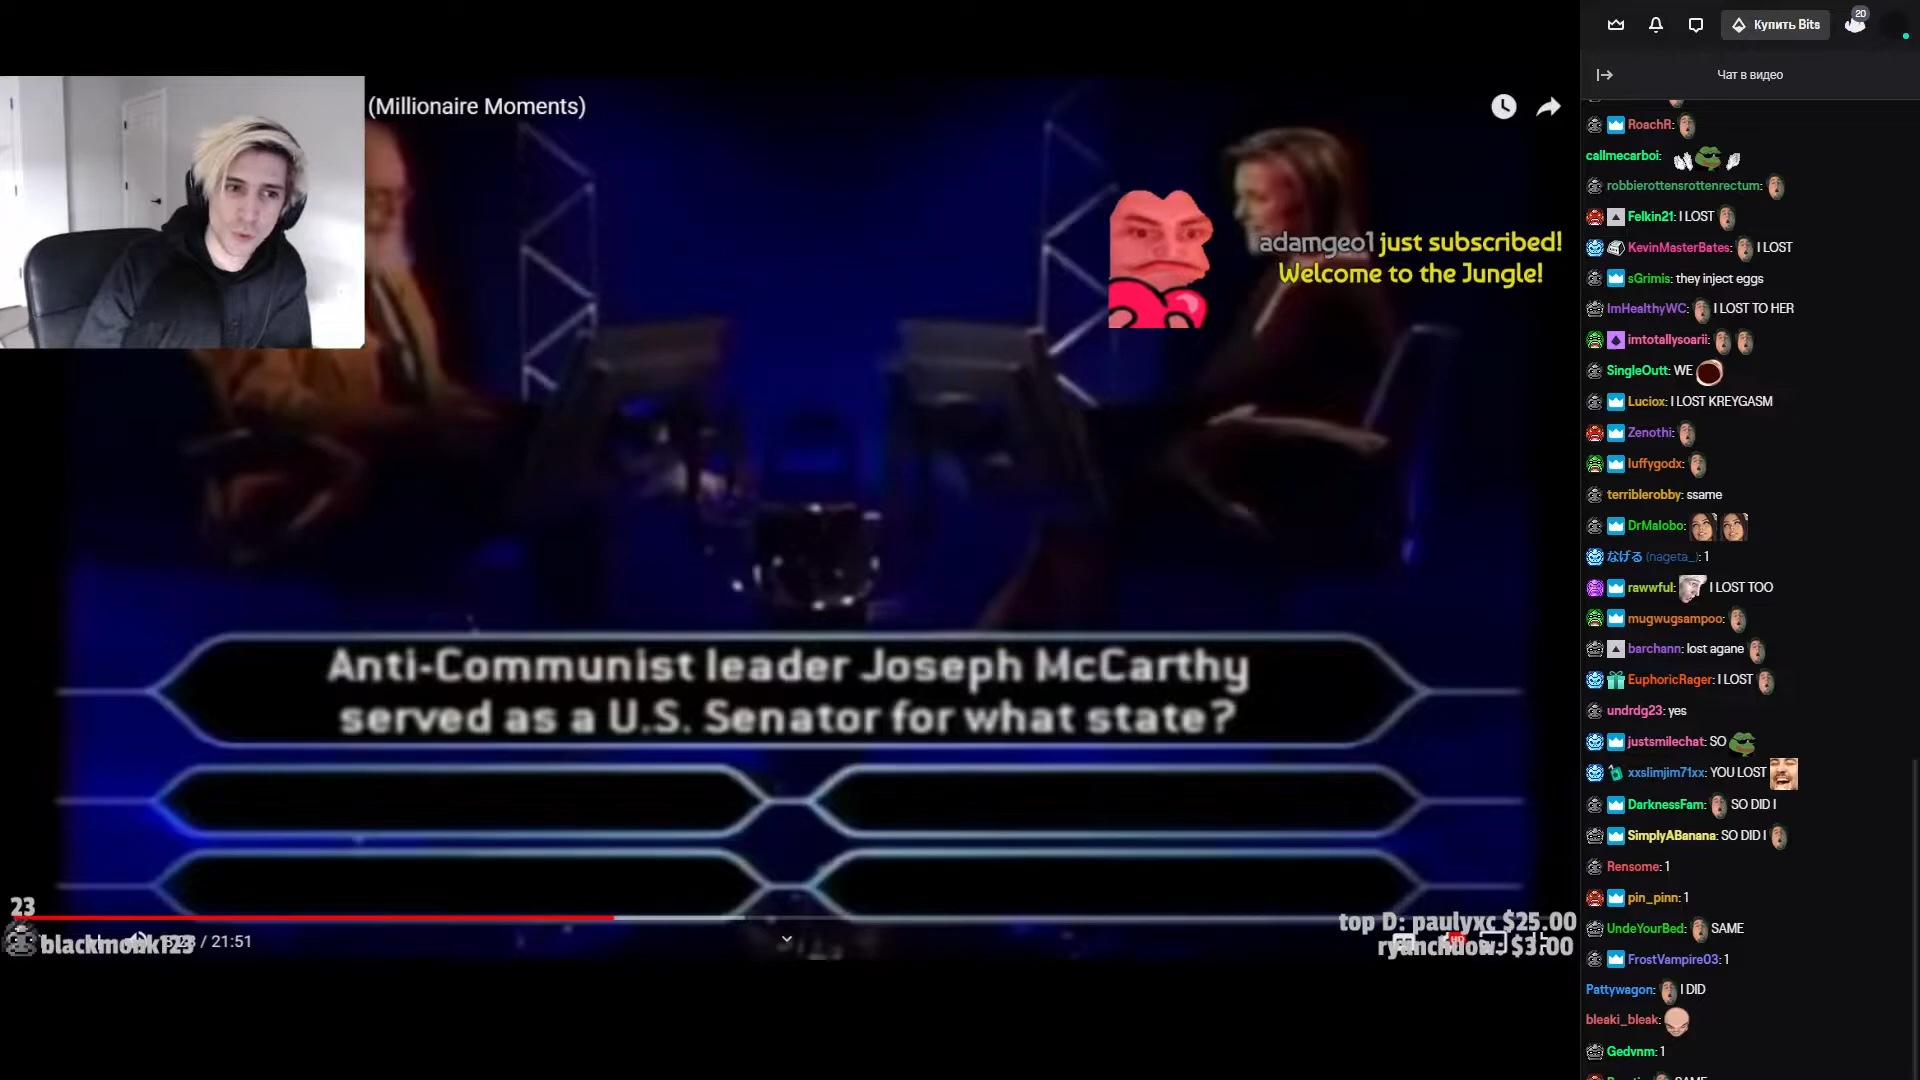 (Millionaire Moments)
adamgeo1 just subscribed!
Welcome to the Jungle!
Anti-Communist leader Joseph McCarthy
served as a U.S. Senator for what state?
23
blackmonk123
/ 21:51
top D: paulyxc $25.00
$3.00
20
Купить Bits
Чат в видео
RoachR:
callmecarboi:
robbierottensrottenrectum:
Felkin21: I LOST
KevinMasterBates: I LOST
sGrimis: they inject eggs
ImHealthyWC: I LOST TO HER
imtotallysoarii:
SingleOutt: WE
Luciox: I LOST KREYGASM
Zenothi:
luffygodx:
terriblerobby: ssame
DrMalobo:
なげる (nageta_): 1
rawwful: I LOST TOO
mugwugsampoo:
barchann: lost agane
EuphoricRager: I LOST
undrdg23: yes
justsmilechat: SO
xxslimjim71xx: YOU LOST
DarknessFam: SO DID I
SimplyABanana: SO DID I
Rensome: 1
pin_pinn: 1
UndeYourBed: SAME
FrostVampire03: 1
Pattywagon: I DID
bleaki_bleak:
Gedvnm: 1